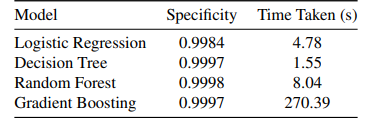 Model Specificity Time Taken (s)
Logistic Regression 0.9984 4.78
Decision Tree 0.9997 1.55
Random Forest 0.9998 8.04
Gradient Boosting 0.9997 270.39